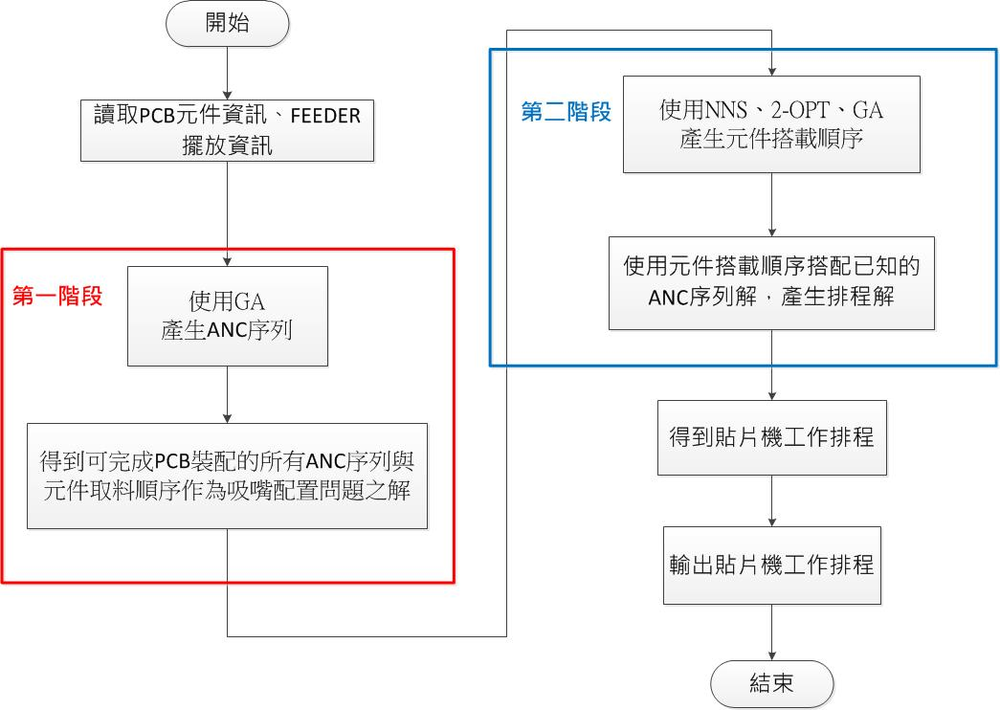 開始
讀取PCB元件資訊、FEEDER
擺放資訊
第一階段
使用GA
產生ANC序列
得到可完成PCB裝配的所有ANC序列與
元件取料順序作為吸嘴配置問題之解
第二階段
使用NNS、2-OPT、GA
產生元件搭載順序
使用元件搭載順序搭配已知的
ANC序列解，產生排程解
得到貼片機工作排程
輸出貼片機工作排程
結束